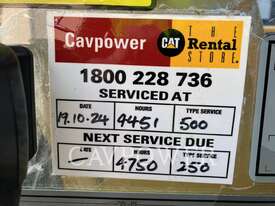 Cavpower CAT THE Rental STORE.
1800 228 736
SERVICED AT
DATE HOURS TYPE SERVICE
19.10.24 9451 500
NEXT SERVICE DUE
DATE HOURS TYPE SERVICE
4750 250
CAVPOWER